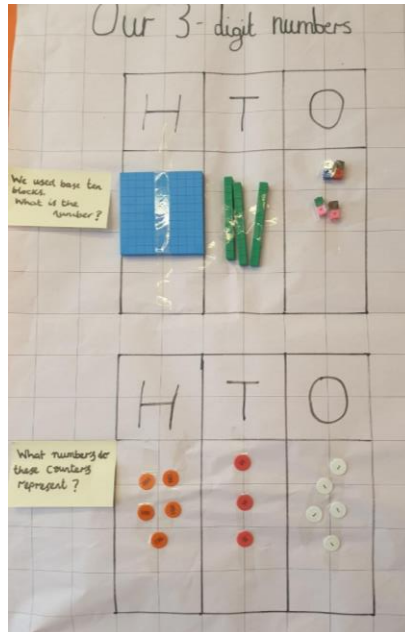 Our 3-digit numbers
H T O
We used base ten
blocks.
What is the
number?
H T O
What numbers do
these counters
represent?